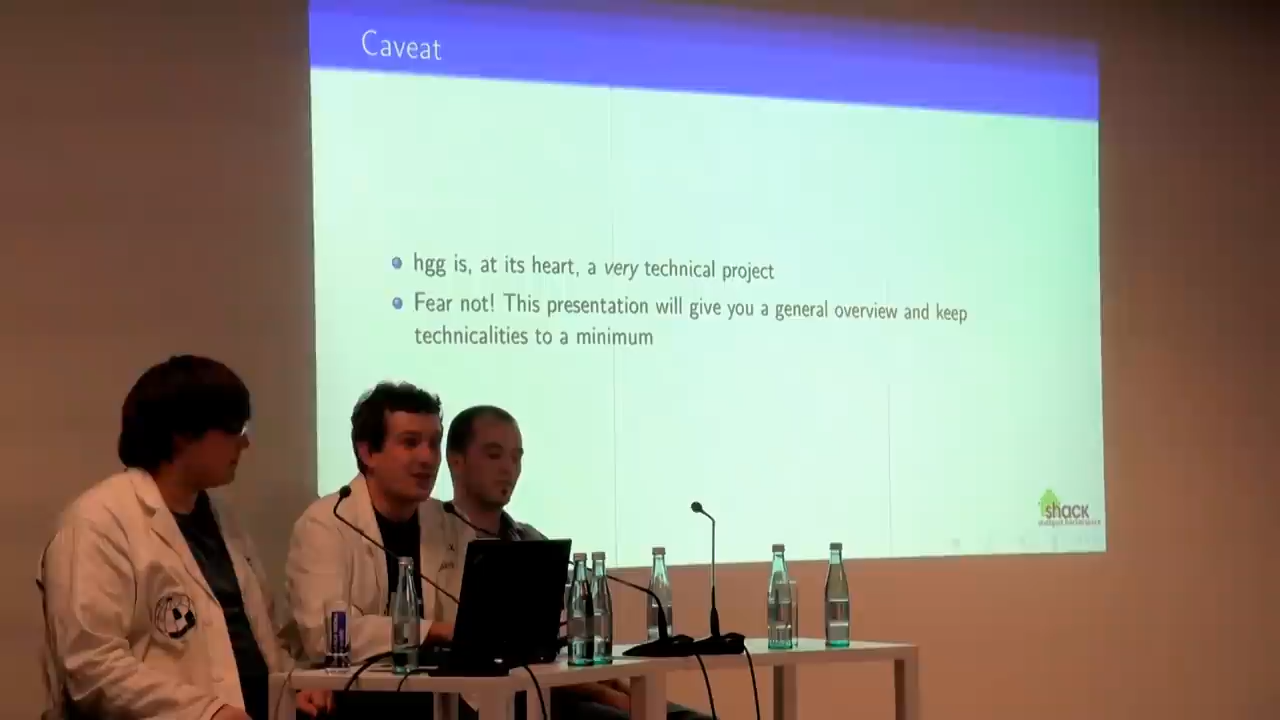 Caveat
hgg is, at its heart, a very technical project
Fear not! This presentation will give you a general overview and keep
technicalities to a minimum
shack